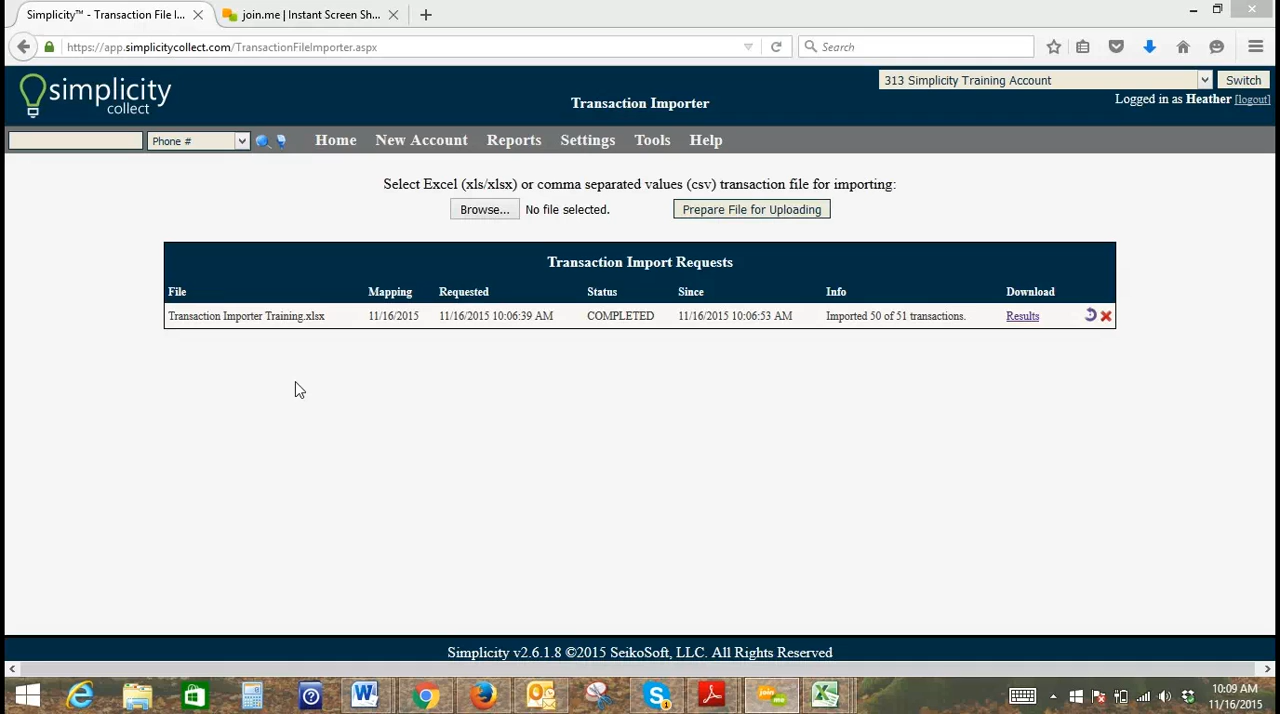 Simplicity™ - Transaction File I...
join.me | Instant Screen Sh...
https://app.simplicitycollect.com/TransactionFileImporter.aspx
Search
simplicity
collect
Transaction Importer
313 Simplicity Training Account
Switch
Logged in as Heather [logout]
Phone #
Home
New Account
Reports
Settings
Tools
Help
Select Excel (xls/xlsx) or comma separated values (csv) transaction file for importing:
Browse...
No file selected.
Prepare File for Uploading
Transaction Import Requests
File Mapping Requested Status Since Info Download
Transaction Importer Training.xlsx 11/16/2015 11/16/2015 10:06:39 AM COMPLETED 11/16/2015 10:06:53 AM Imported 50 of 51 transactions. Results
Simplicity v2.6.1.8 ©2015 SeikoSoft, LLC. All Rights Reserved
join.me
10:09 AM
11/16/2015